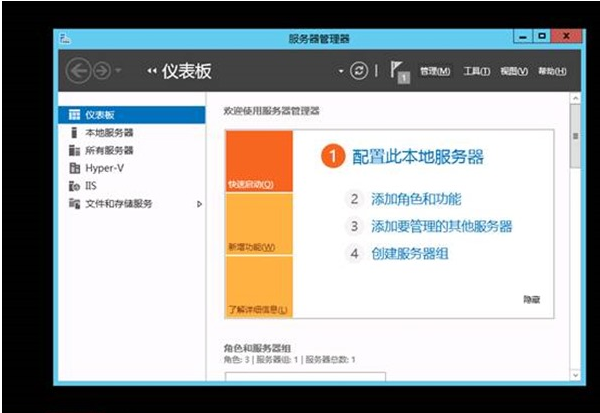 服务器管理器
仪表板
1
管理(M) 工具(T) 视图(V) 帮助(H)
仪表板
本地服务器
所有服务器
Hyper-V
IIS
文件和存储服务
欢迎使用服务器管理器
快速启动(Q)
新增功能(W)
了解详细信息(L)
1 配置此本地服务器
2 添加角色和功能
3 添加要管理的其他服务器
4 创建服务器组
隐藏
角色和服务器组
角色: 3 | 服务器组: 1 | 服务器总数: 1